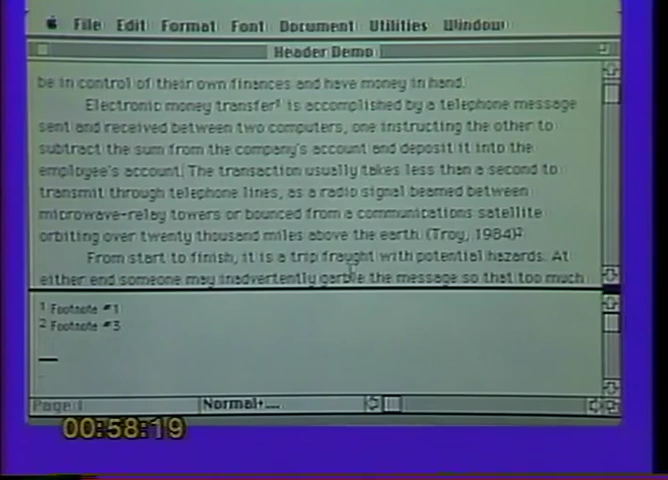 File Edit Format Font Document Utilities Window
Header Demo
be in control of their own finances and have money in hand.
Electronic money transfer¹ is accomplished by a telephone message
sent and received between two computers, one instructing the other to
subtract the sum from the company's account and deposit it into the
employee's account. The transaction usually takes less than a second to
transmit through telephone lines, as a radio signal beamed between
microwave-relay towers or bounced from a communications satellite
orbiting over twenty thousand miles above the earth. (Troy, 1984)².
From start to finish, it is a trip fraught with potential hazards. At
either end someone may inadvertently garble the message so that too much
1 Footnote #1
2 Footnote #3
Page 1 Normal+...
00:58:19